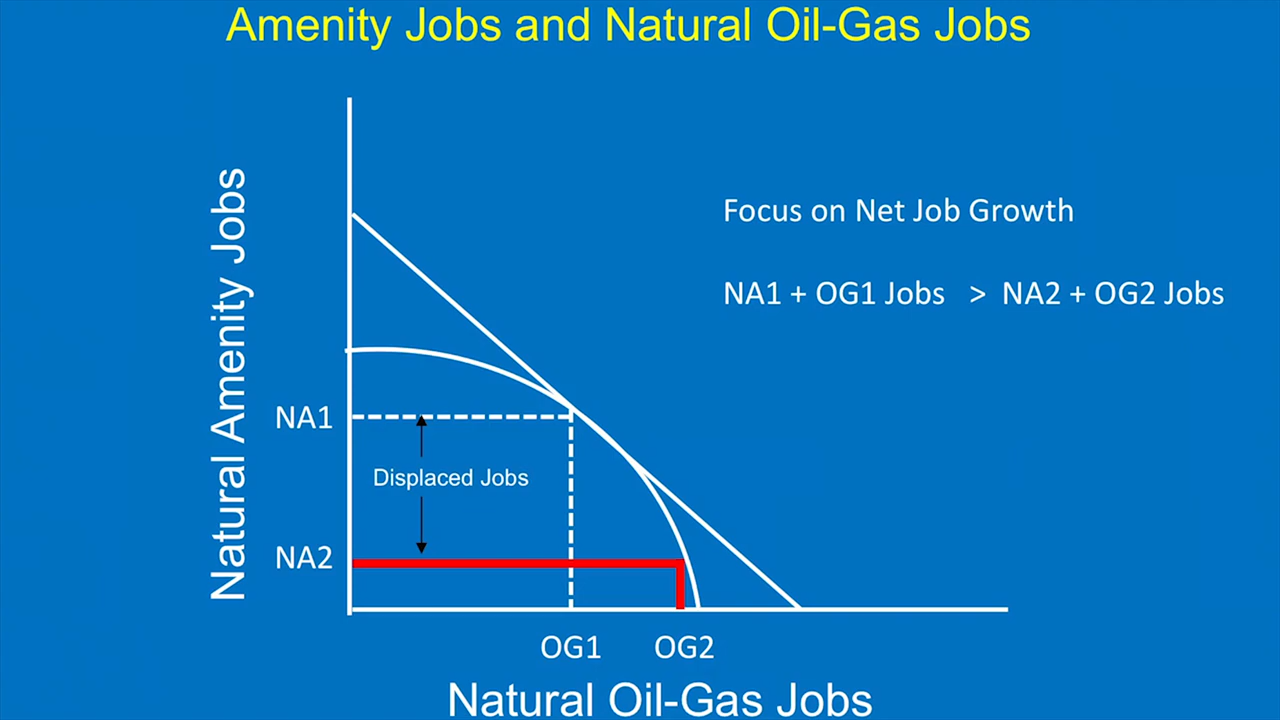 Amenity Jobs and Natural Oil-Gas Jobs
Focus on Net Job Growth
NA1 + OG1 Jobs > NA2 + OG2 Jobs
Natural Amenity Jobs
NA1
Displaced Jobs
NA2
OG1
OG2
Natural Oil-Gas Jobs